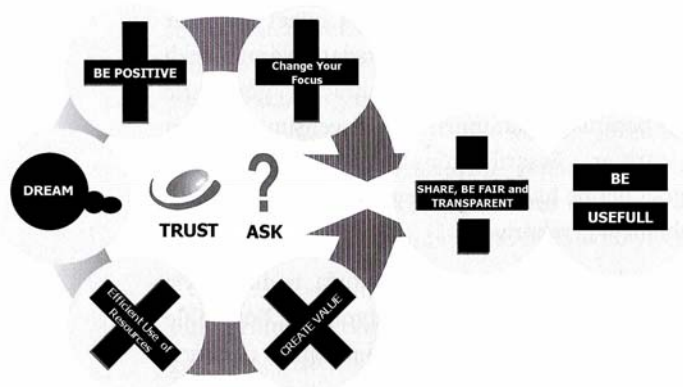 BE POSITIVE
Change Your
Focus
DREAM
TRUST
?
ASK
SHARE, BE FAIR and
TRANSPARENT
BE
USEFULL
Efficient Use of
Resources
CREATE VALUE